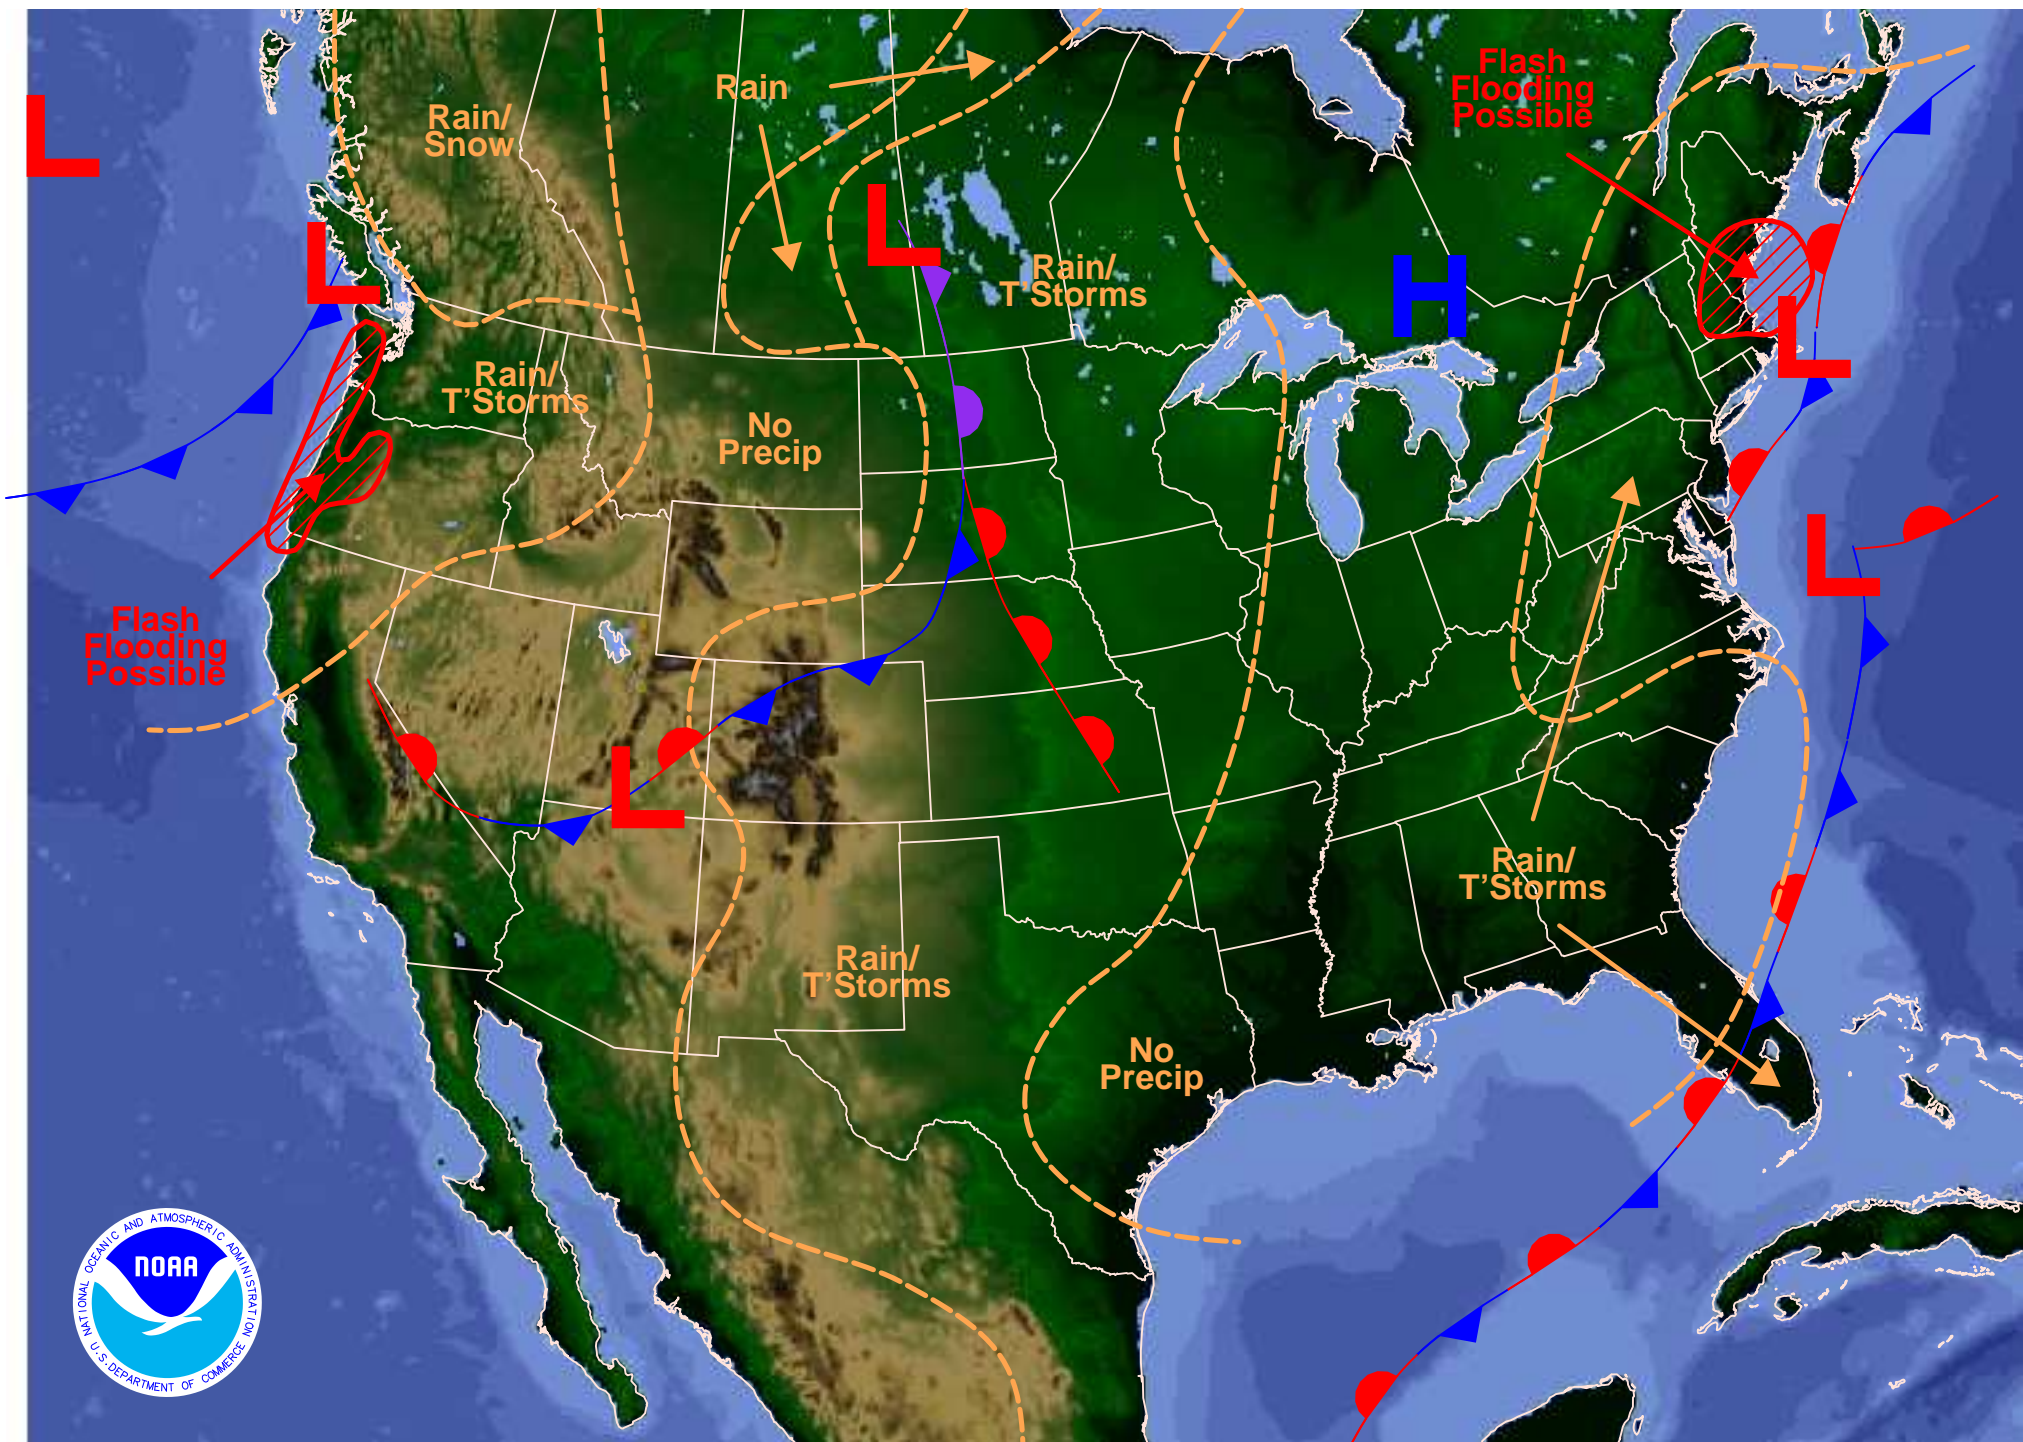 L
Rain/
Snow
Rain
Flash
Flooding
Possible
L
L
Rain/
T'Storms
H
L
Rain/
T'Storms
No
Precip
L
Flash
Flooding
Possible
L
Rain/
T'Storms
Rain/
T'Storms
No
Precip
NATIONAL OCEANIC AND ATMOSPHERIC ADMINISTRATION
NOAA
U.S. DEPARTMENT OF COMMERCE